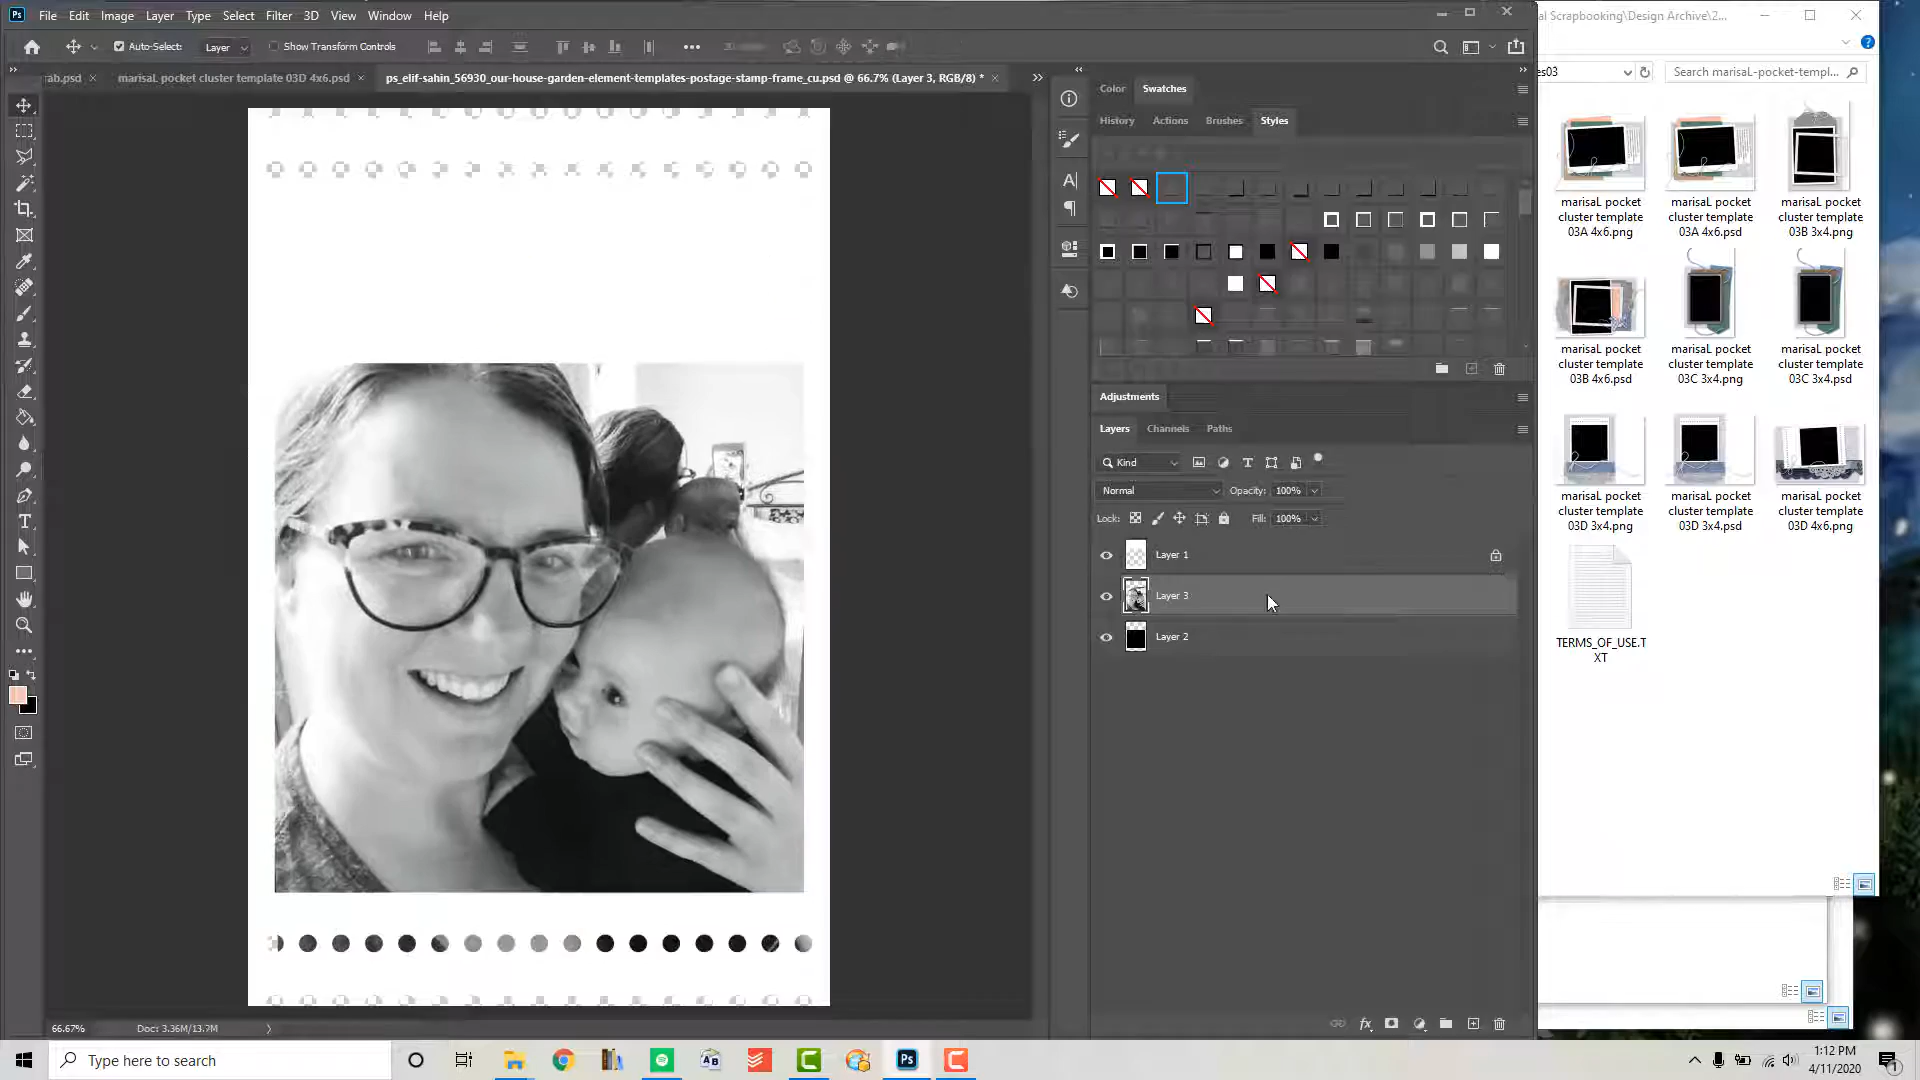 File Edit Image Layer Type Select Filter 3D View Window Help
Auto-Select: Layer Show Transform Controls
ab.psd marisaL pocket cluster template 03D 4x6.psd ps_elif-sahin_56930_our-house-garden-element-templates-postage-stamp-frame_cu.psd @ 66.7% (Layer 3, RGB/8) *
Color Swatches
History Actions Brushes Styles
Adjustments
Layers Channels Paths
Kind
Normal Opacity: 100%
Lock: Fill: 100%
Layer 1
Layer 3
Layer 2
66.67% Doc: 3.36M/13.7M
al Scrapbooking\Design Archive\2...
es03 Search marisaL-pocket-templ...
marisaL pocket cluster template 03A 4x6.png
marisaL pocket cluster template 03A 4x6.psd
marisaL pocket cluster template 03B 3x4.png
marisaL pocket cluster template 03B 4x6.psd
marisaL pocket cluster template 03C 3x4.png
marisaL pocket cluster template 03C 3x4.psd
marisaL pocket cluster template 03D 3x4.png
marisaL pocket cluster template 03D 3x4.psd
marisaL pocket cluster template 03D 4x6.png
TERMS_OF_USE.T
XT
Type here to search
1:12 PM
4/11/2020